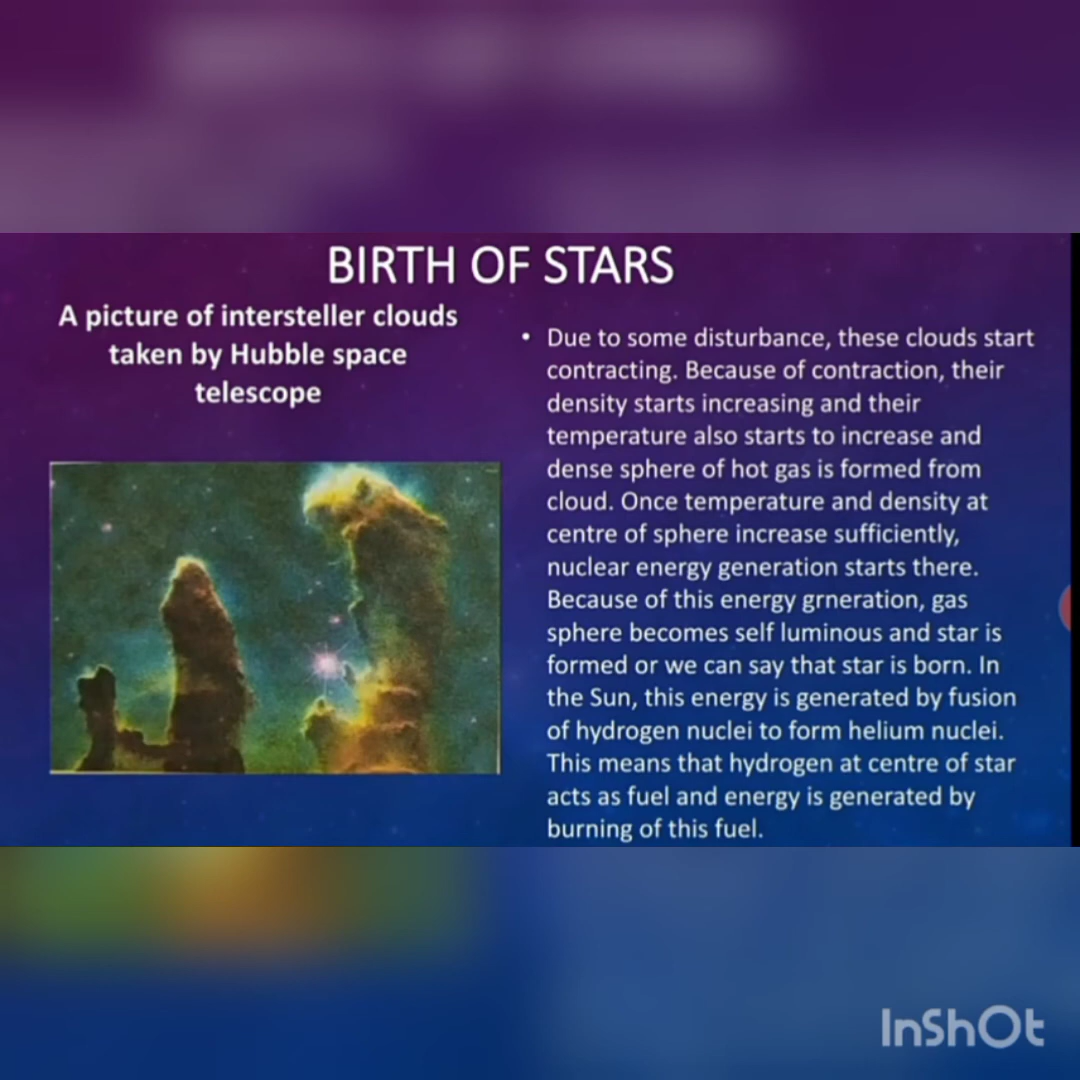 BIRTH OF STARS
A picture of intersteller clouds
taken by Hubble space
telescope
• Due to some disturbance, these clouds start
contracting. Because of contraction, their
density starts increasing and their
temperature also starts to increase and
dense sphere of hot gas is formed from
cloud. Once temperature and density at
centre of sphere increase sufficiently,
nuclear energy generation starts there.
Because of this energy grneration, gas
sphere becomes self luminous and star is
formed or we can say that star is born. In
the Sun, this energy is generated by fusion
of hydrogen nuclei to form helium nuclei.
This means that hydrogen at centre of star
acts as fuel and energy is generated by
burning of this fuel.
InShOt